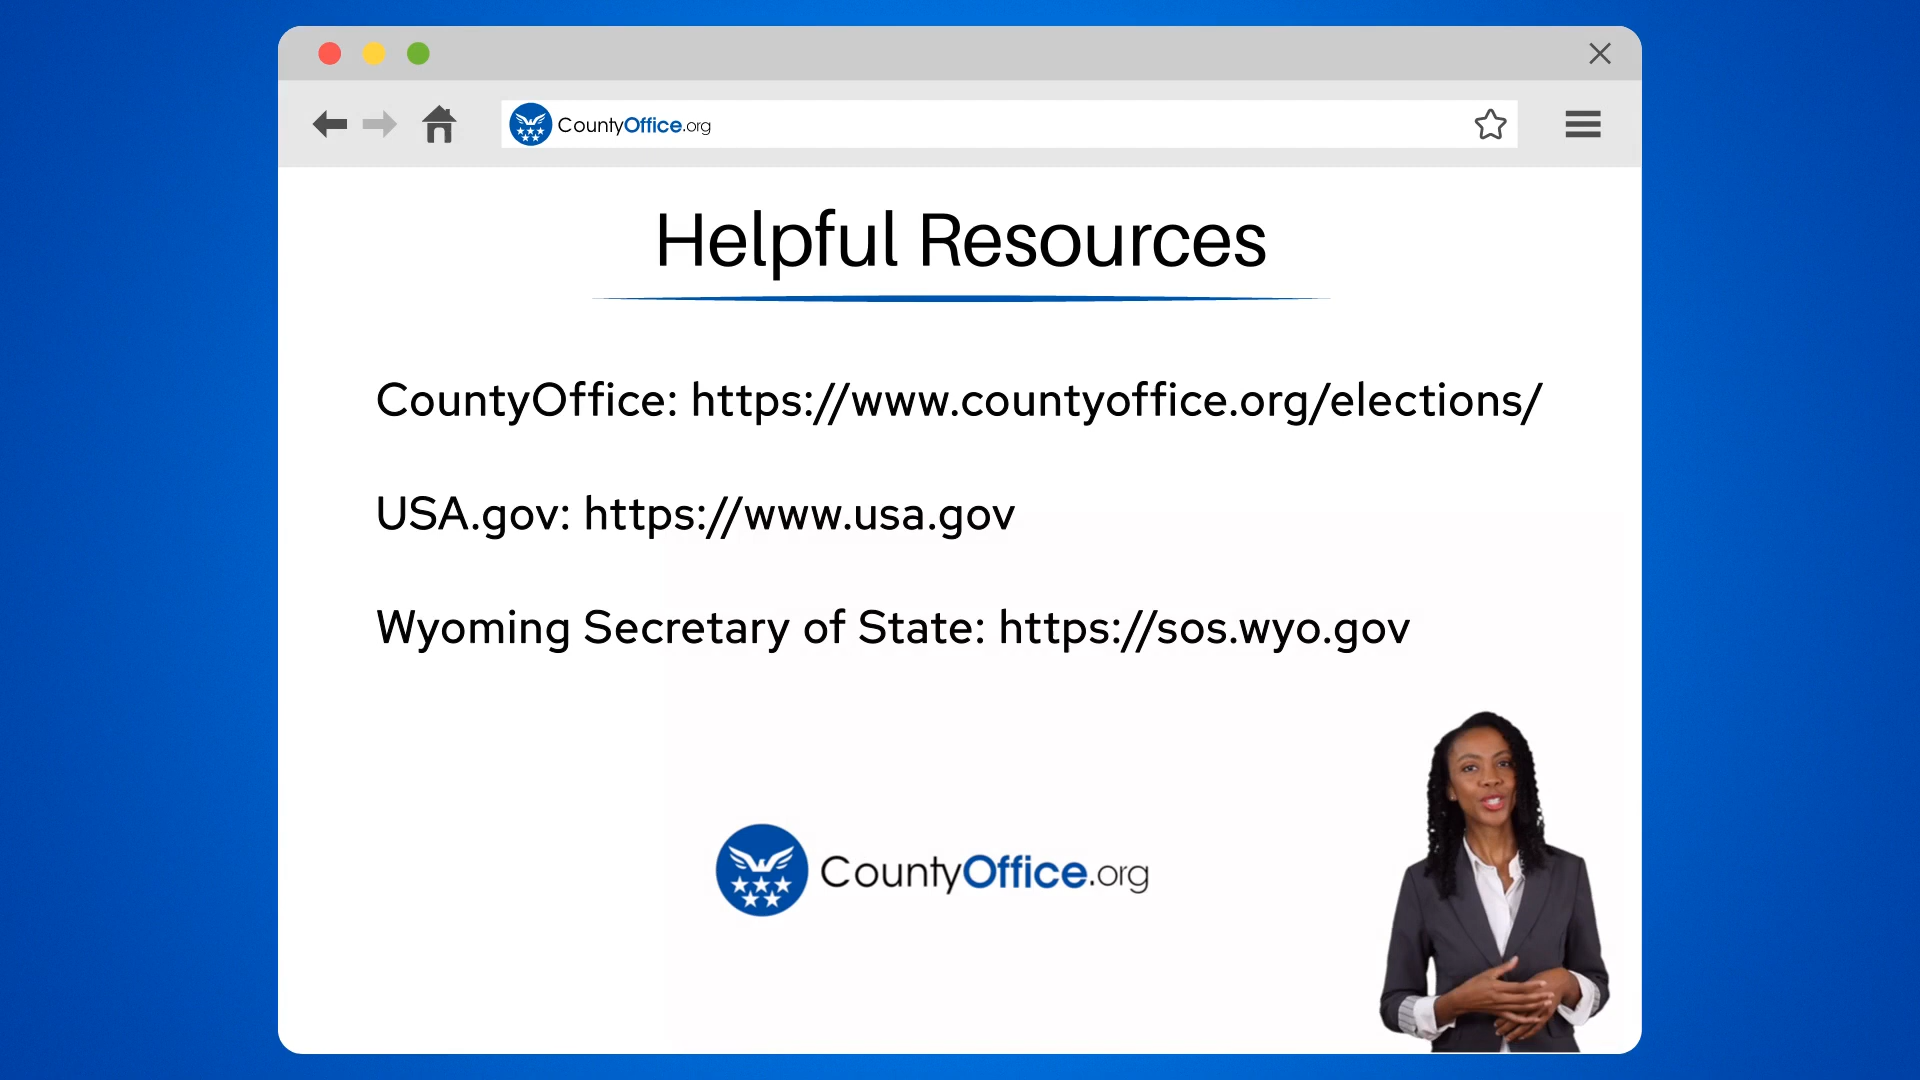 CountyOffice.org
Helpful Resources
CountyOffice: https://www.countyoffice.org/elections/
USA.gov: https://www.usa.gov
Wyoming Secretary of State: https://sos.wyo.gov
CountyOffice.org